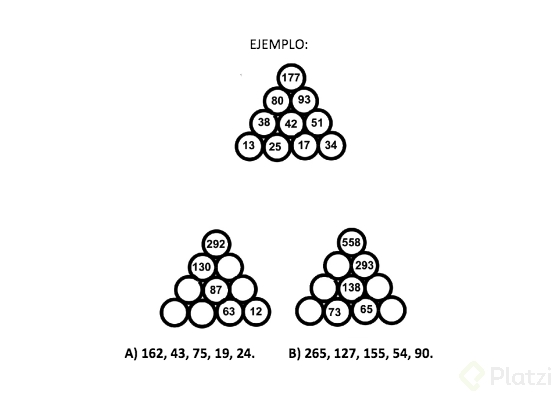 EJEMPLO:
177
80 93
38 42 51
13 25 17 34
292 558
130 293
87 138
63 12 73 65
A) 162, 43, 75, 19, 24. B) 265, 127, 155, 54, 90.
Platzi